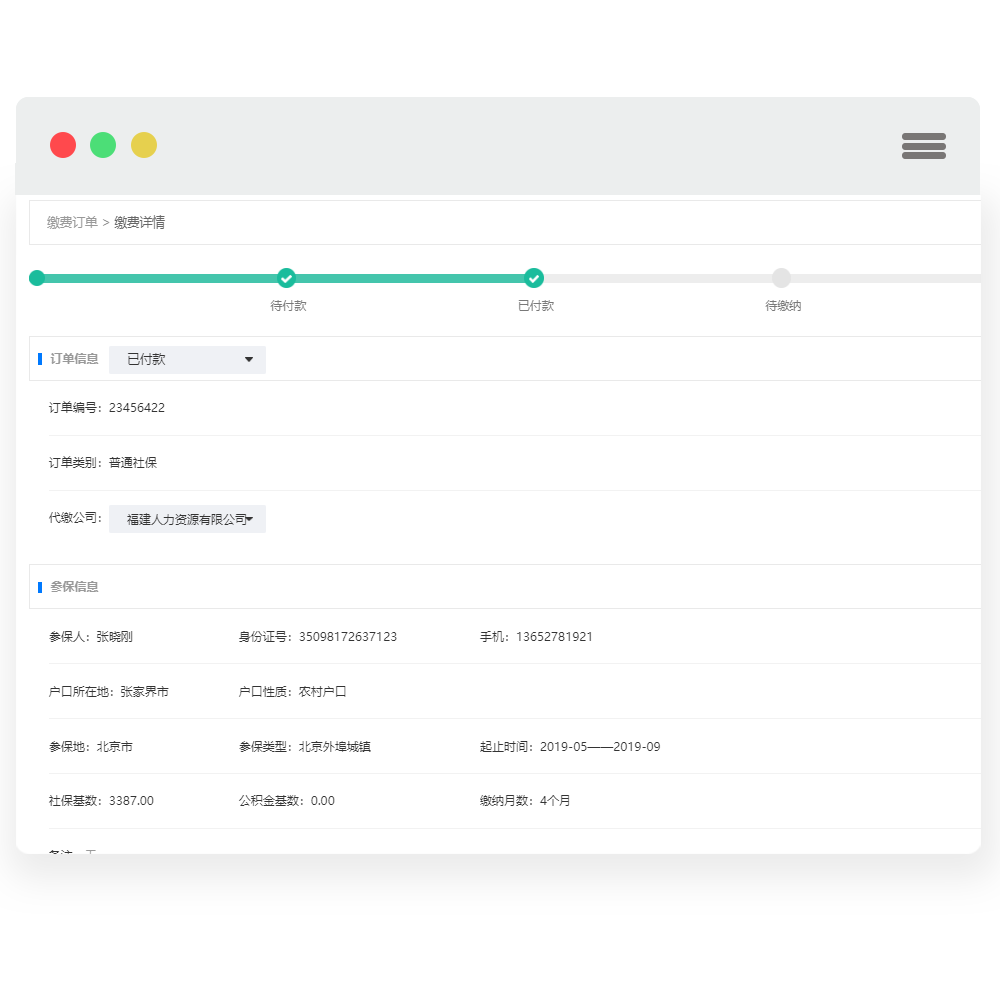 缴费订单 > 缴费详情
待付款 已付款 待缴纳
订单信息 已付款
订单编号：23456422
订单类别：普通社保
代缴公司：福建人力资源有限公司
参保信息
参保人：张晓刚 身份证号：35098172637123 手机：13652781921
户口所在地：张家界市 户口性质：农村户口
参保地：北京市 参保类型：北京外埠城镇 起止时间：2019-05——2019-09
社保基数：3387.00 公积金基数：0.00 缴纳月数：4个月